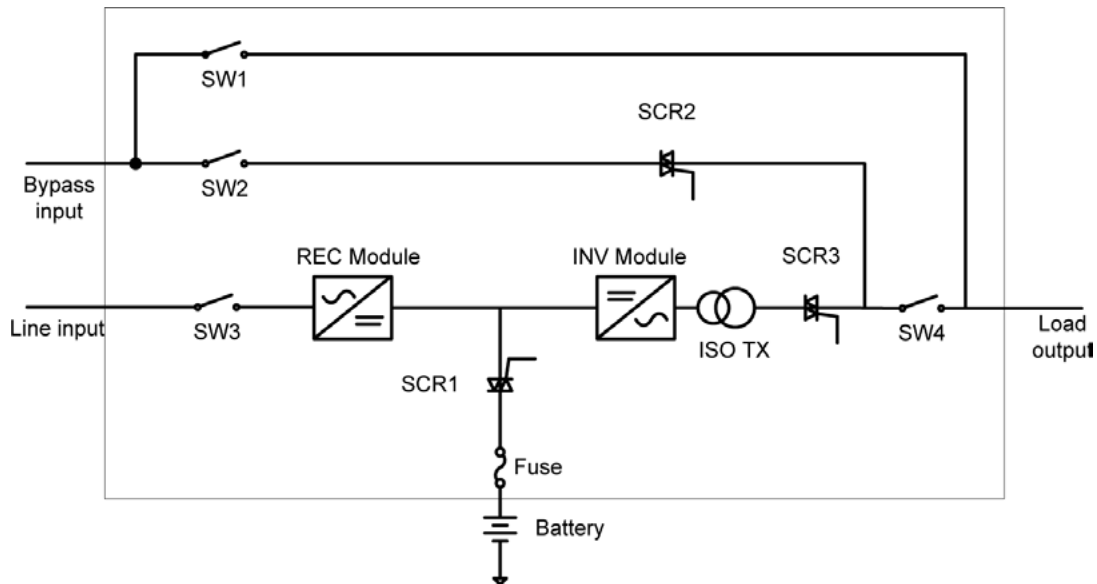 SW1
SCR2
Bypass
input
SW2
REC Module
INV Module
SCR3
Line input
SW3
ISO TX
SW4
Load
output
SCR1
Fuse
Battery